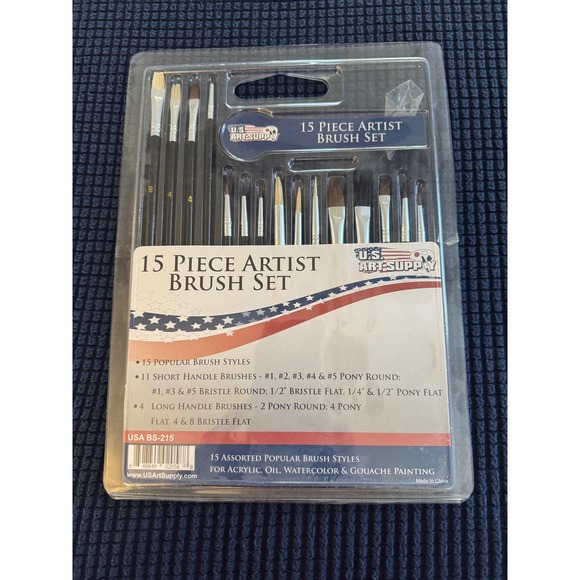 8
4
4
U.S.
ART SUPPLY
15 Piece Artist
Brush Set
15 Piece Artist
Brush Set
U.S.
ART SUPPLY
• 15 Popular Brush Styles
• 11 Short Handle Brushes - #1, #2, #3, #4 & #5 Pony Round;
#1, #3 & #5 Bristle Round; 1/2" Bristle Flat, 1/4" & 1/2" Pony Flat
• 4 Long Handle Brushes - 2 Pony Round; 4 Pony
Flat, 4 & 8 Bristle Flat
USA BS-215
15 Assorted Popular Brush Styles
for Acrylic, Oil, Watercolor & Gouache Painting
www.USArtSupply.com
Made in China